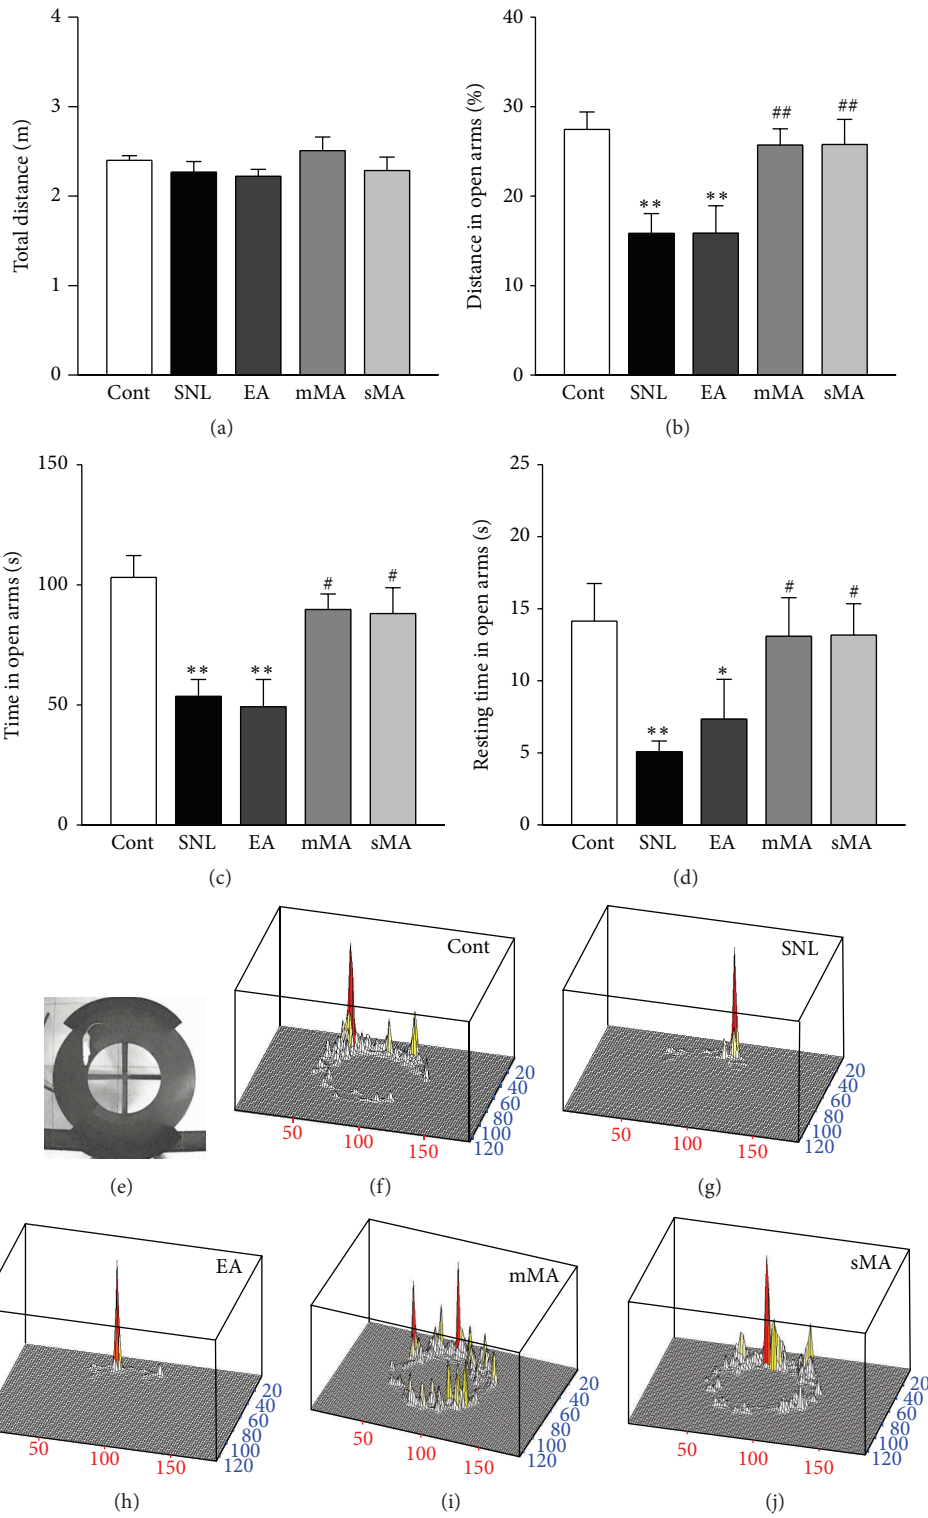 4
3
2
1
0
Total distance (m)
Cont SNL EA mMA sMA
(a)
40
30
20
10
0
Distance in open arms (%)
** ** ## ##
Cont SNL EA mMA sMA
(b)
150
100
50
0
Time in open arms (s)
** ** # #
Cont SNL EA mMA sMA
(c)
25
20
15
10
5
0
Resting time in open arms (s)
** * # #
Cont SNL EA mMA sMA
(d)
(e)
Cont
50 100 150
20
40
60
80
100
120
(f)
SNL
50 100 150
20
40
60
80
100
120
(g)
EA
50 100 150
20
40
60
80
100
120
(h)
mMA
50 100 150
20
40
60
80
100
120
(i)
sMA
50 100 150
20
40
60
80
100
120
(j)